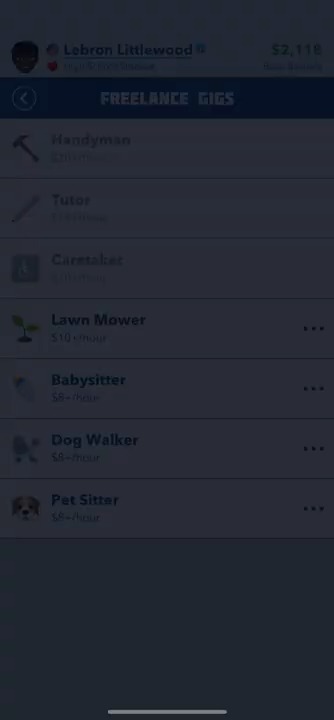 Lebron Littlewood
$2,118
FREELANCE GIGS
Handyman
Tutor
Caretaker
Lawn Mower
$10+/hour
Babysitter
$8+/hour
Dog Walker
$8+/hour
Pet Sitter
$8+/hour